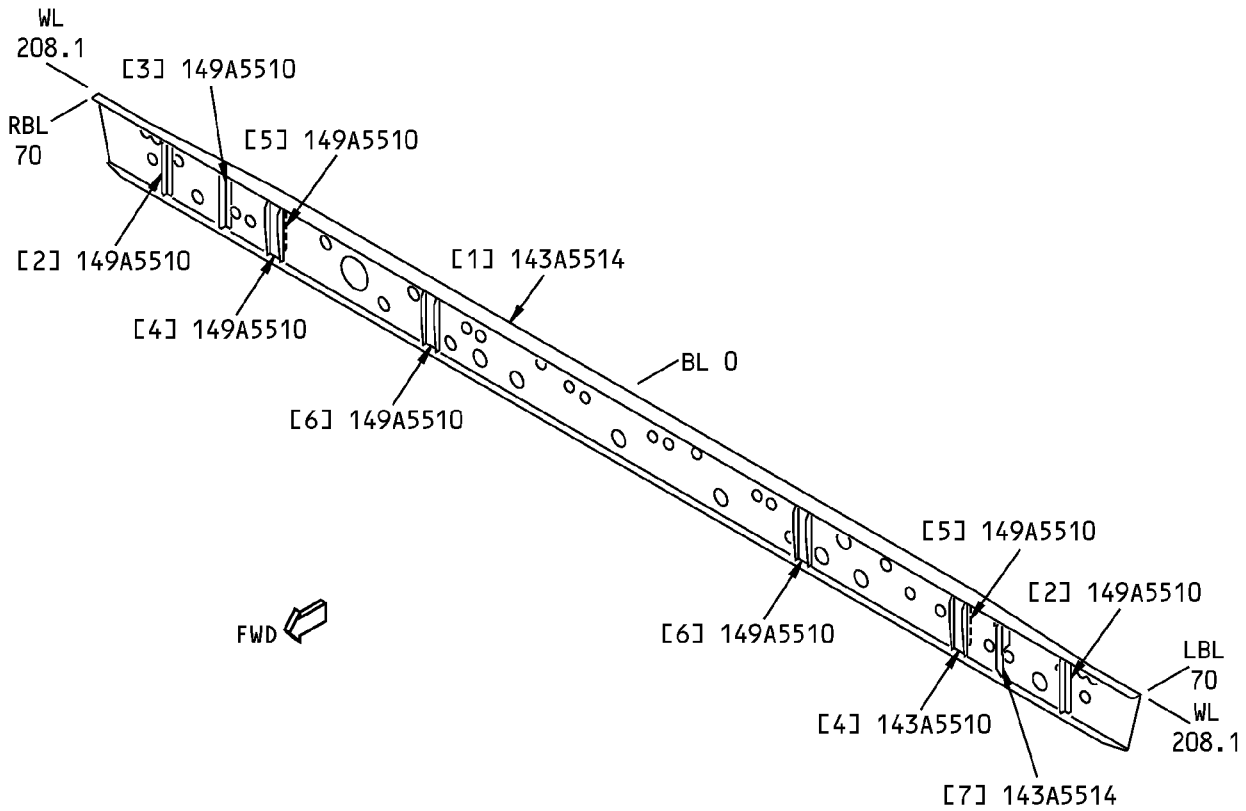 WL
208.1
[3] 149A5510
RBL
70
[5] 149A5510
[2] 149A5510
[1] 143A5514
[4] 149A5510
BL 0
[6] 149A5510
[5] 149A5510
[2] 149A5510
FWD
[6] 149A5510
LBL
70
WL
208.1
[4] 143A5510
[7] 143A5514